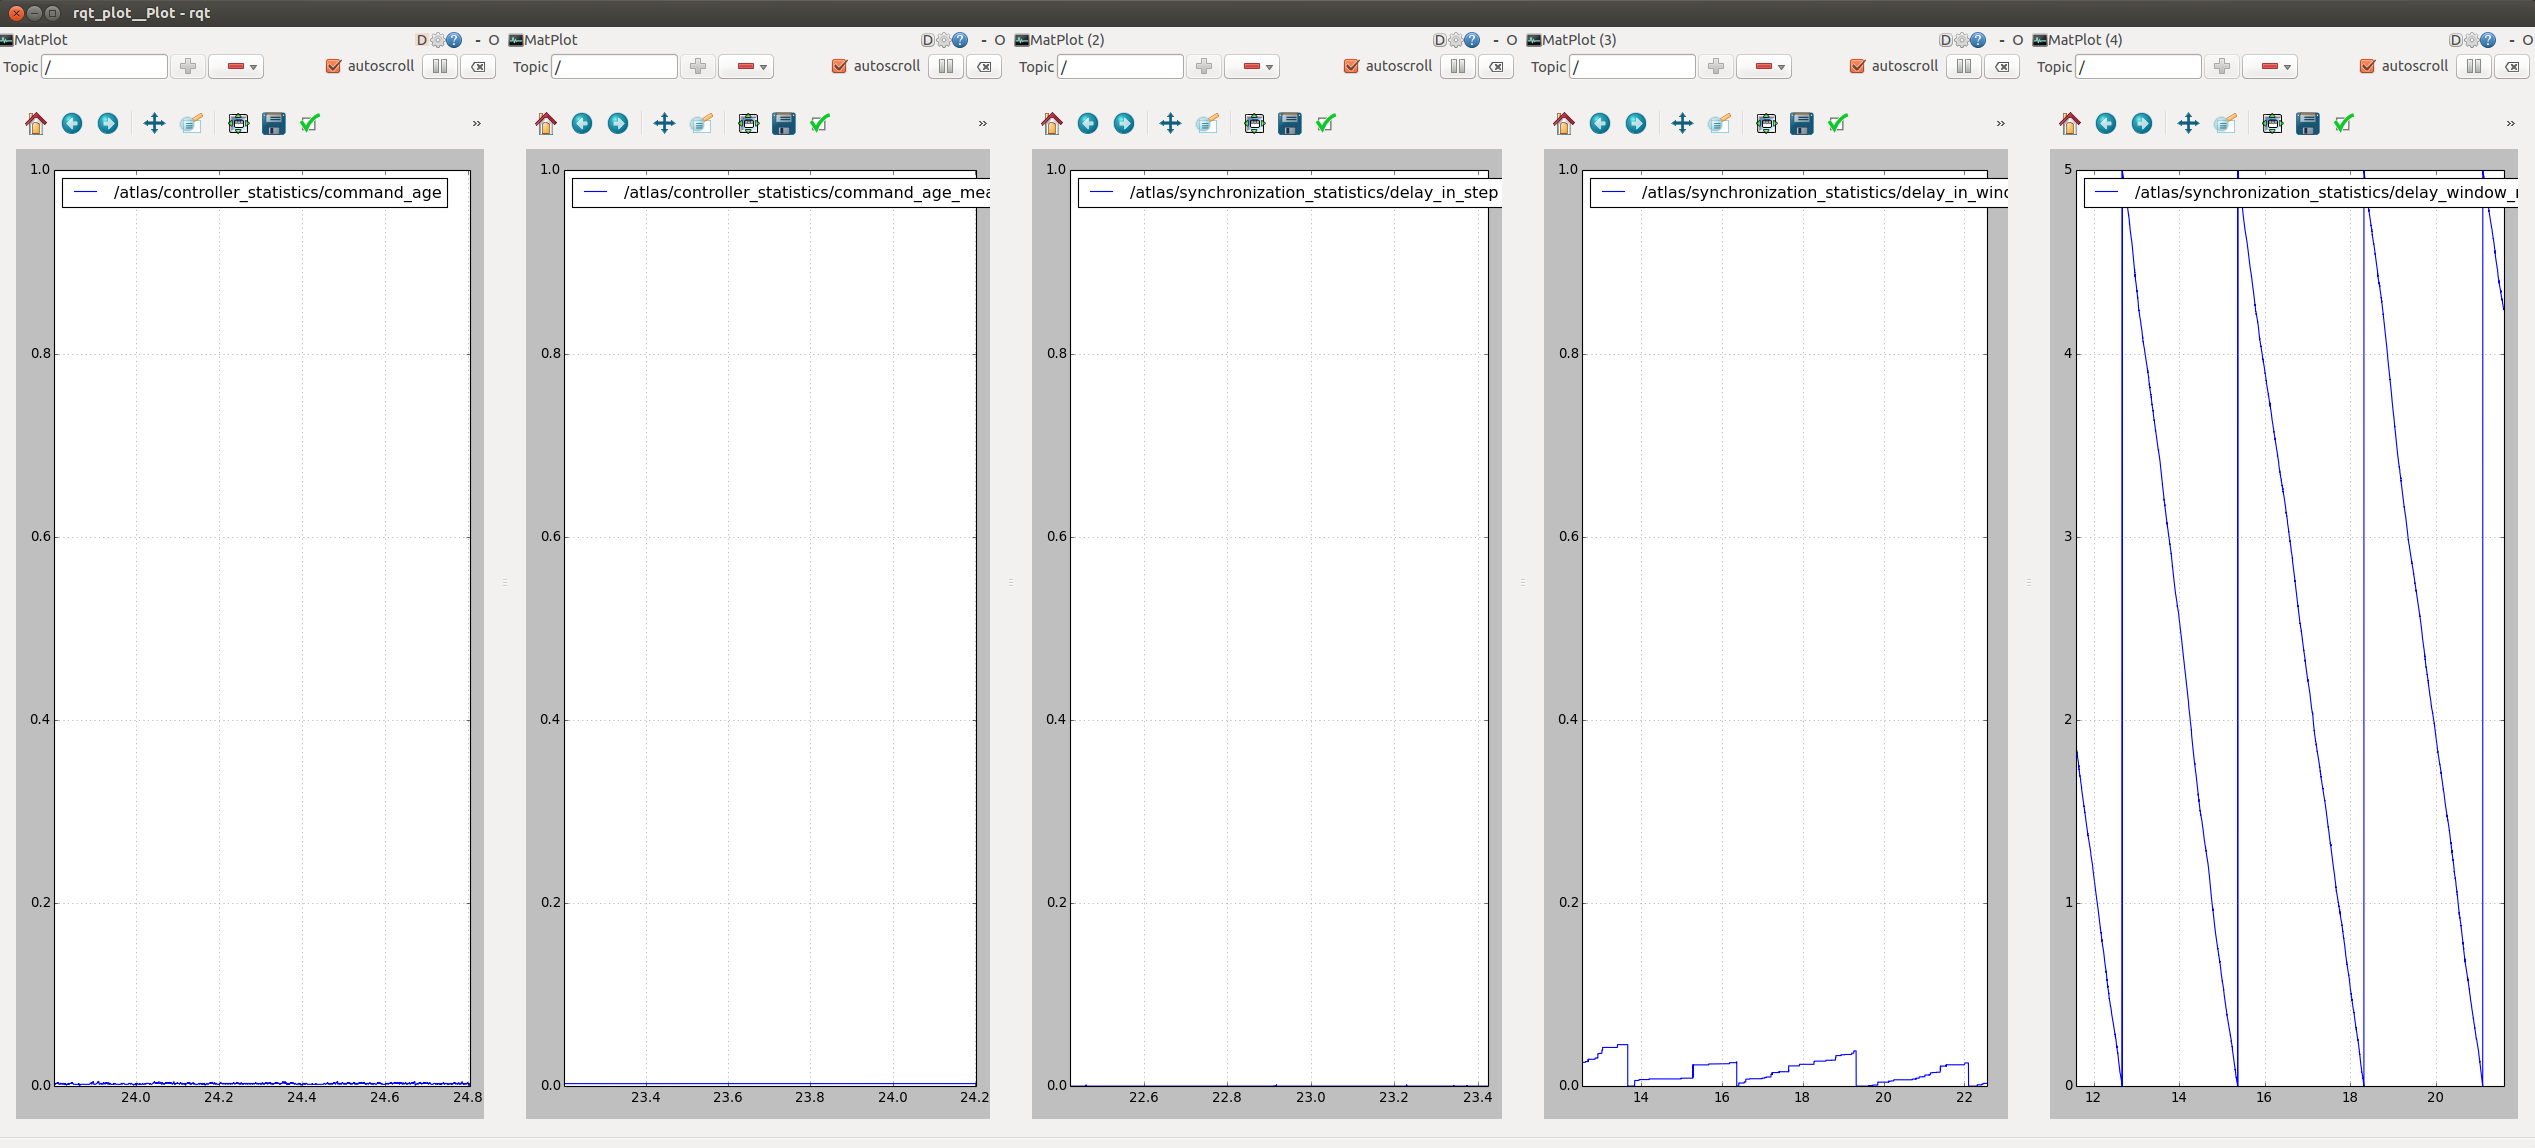 rqt_plot__Plot - rqt
MatPlot D - O MatPlot D - O MatPlot (2) D - O MatPlot (3) D - O MatPlot (4) D - O
Topic / autoscroll Topic / autoscroll Topic / autoscroll Topic / autoscroll Topic / autoscroll
» » » » »
/atlas/controller_statistics/command_age
1.0
0.8
0.6
0.4
0.2
0.0
24.0 24.2 24.4 24.6 24.8
/atlas/controller_statistics/command_age_mea
1.0
0.8
0.6
0.4
0.2
0.0
23.4 23.6 23.8 24.0 24.2
/atlas/synchronization_statistics/delay_in_step
1.0
0.8
0.6
0.4
0.2
0.0
22.6 22.8 23.0 23.2 23.4
/atlas/synchronization_statistics/delay_in_wind
1.0
0.8
0.6
0.4
0.2
0.0
14 16 18 20 22
/atlas/synchronization_statistics/delay_window_r
5
4
3
2
1
0
12 14 16 18 20